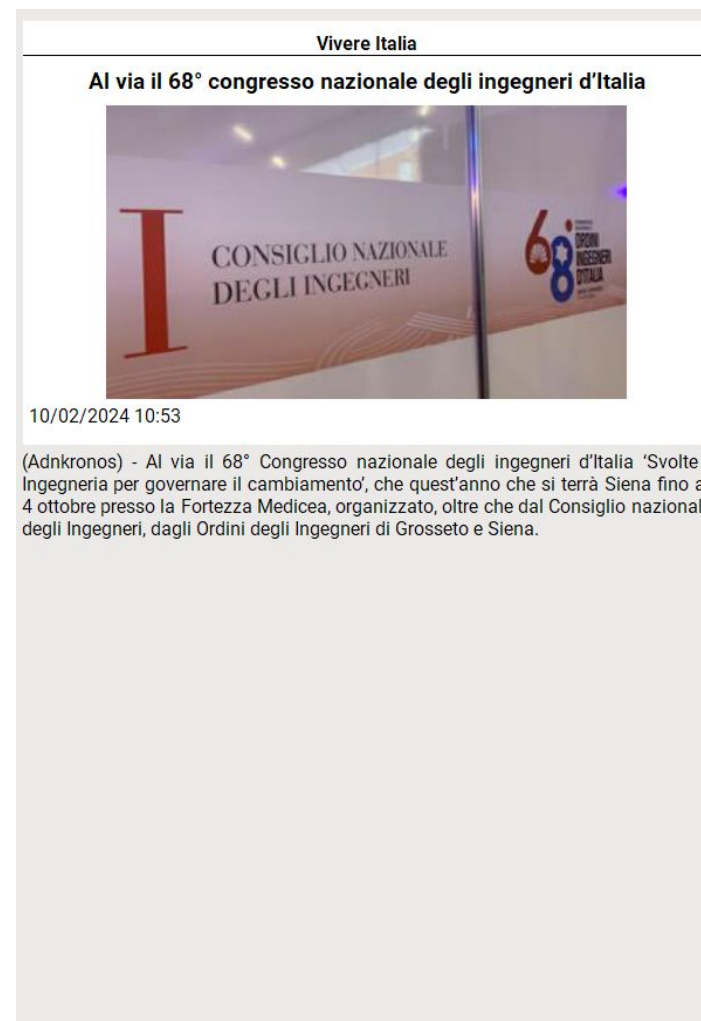 Vivere Italia
Al via il 68° congresso nazionale degli ingegneri d’Italia
I
CONSIGLIO NAZIONALE
DEGLI INGEGNERI
68°
ORDINI
INGEGNERI
D'ITALIA
10/02/2024 10:53
(Adnkronos) - Al via il 68° Congresso nazionale degli ingegneri d’Italia ‘Svolte
Ingegneria per governare il cambiamento’, che quest’anno che si terrà Siena fino a
4 ottobre presso la Fortezza Medicea, organizzato, oltre che dal Consiglio nazional
degli Ingegneri, dagli Ordini degli Ingegneri di Grosseto e Siena.